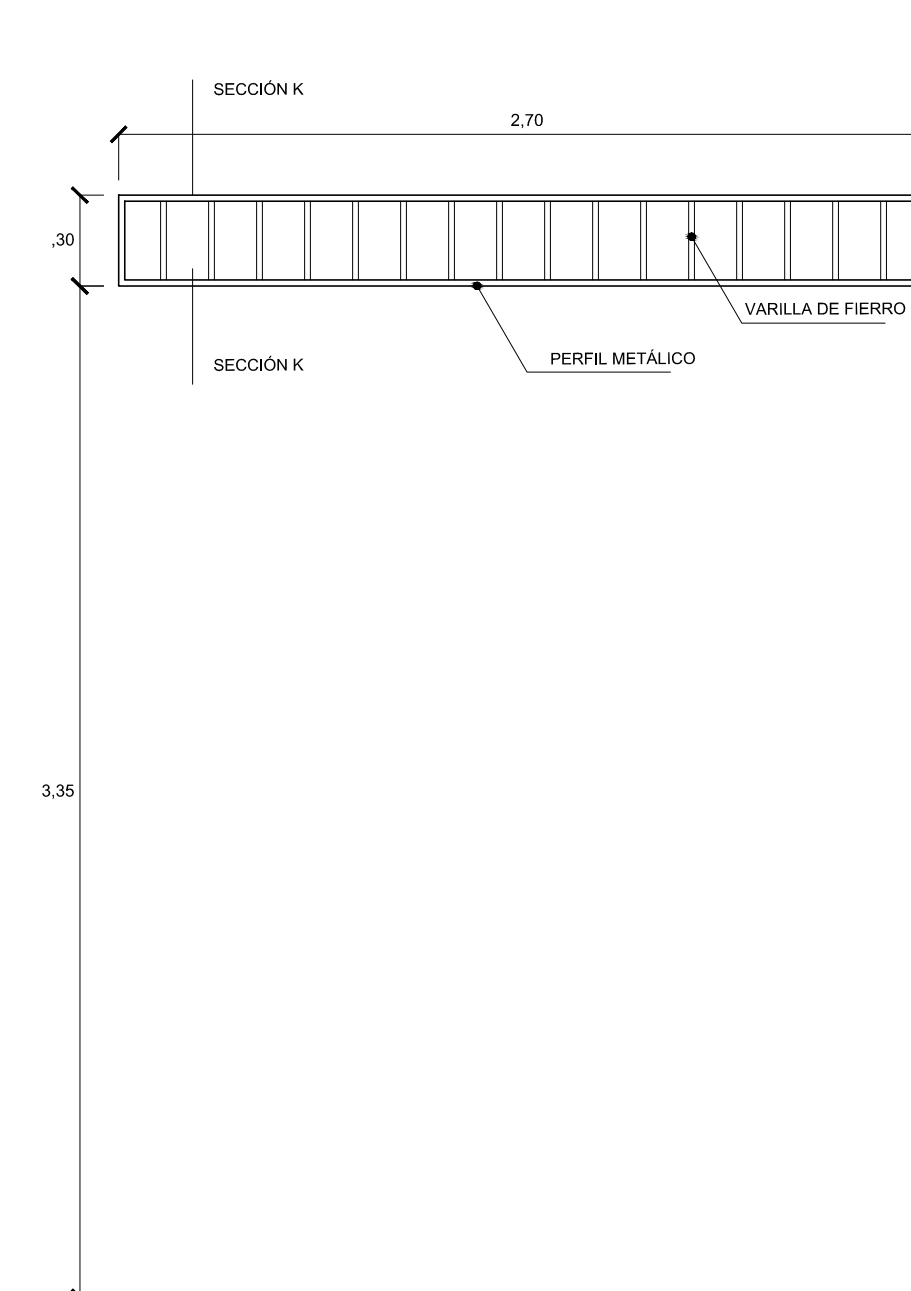 SECCIÓN K
2,70
,30
VARILLA DE FIERRO
PERFIL METÁLICO
SECCIÓN K
3,35